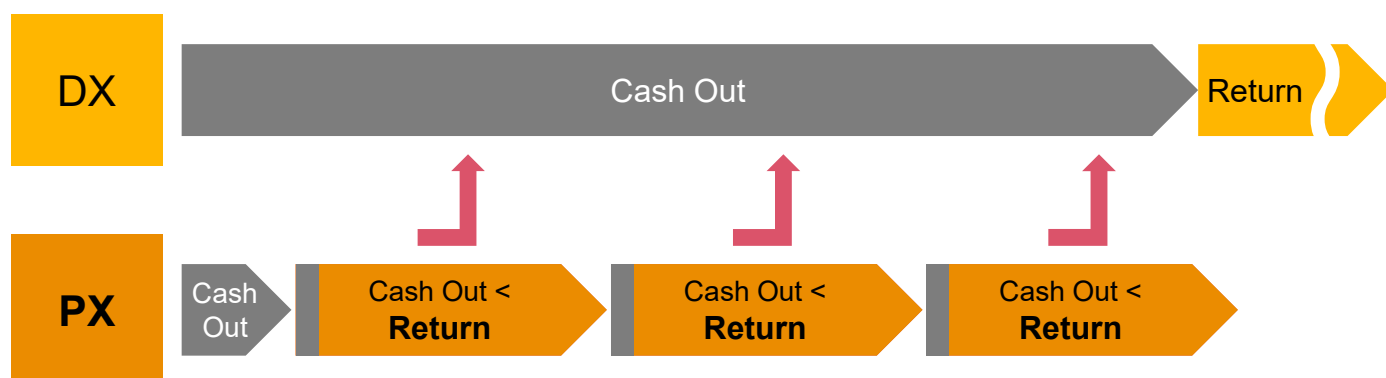 DX
Cash Out
Return
PX
Cash
Out
Cash Out <
Return
Cash Out <
Return
Cash Out <
Return